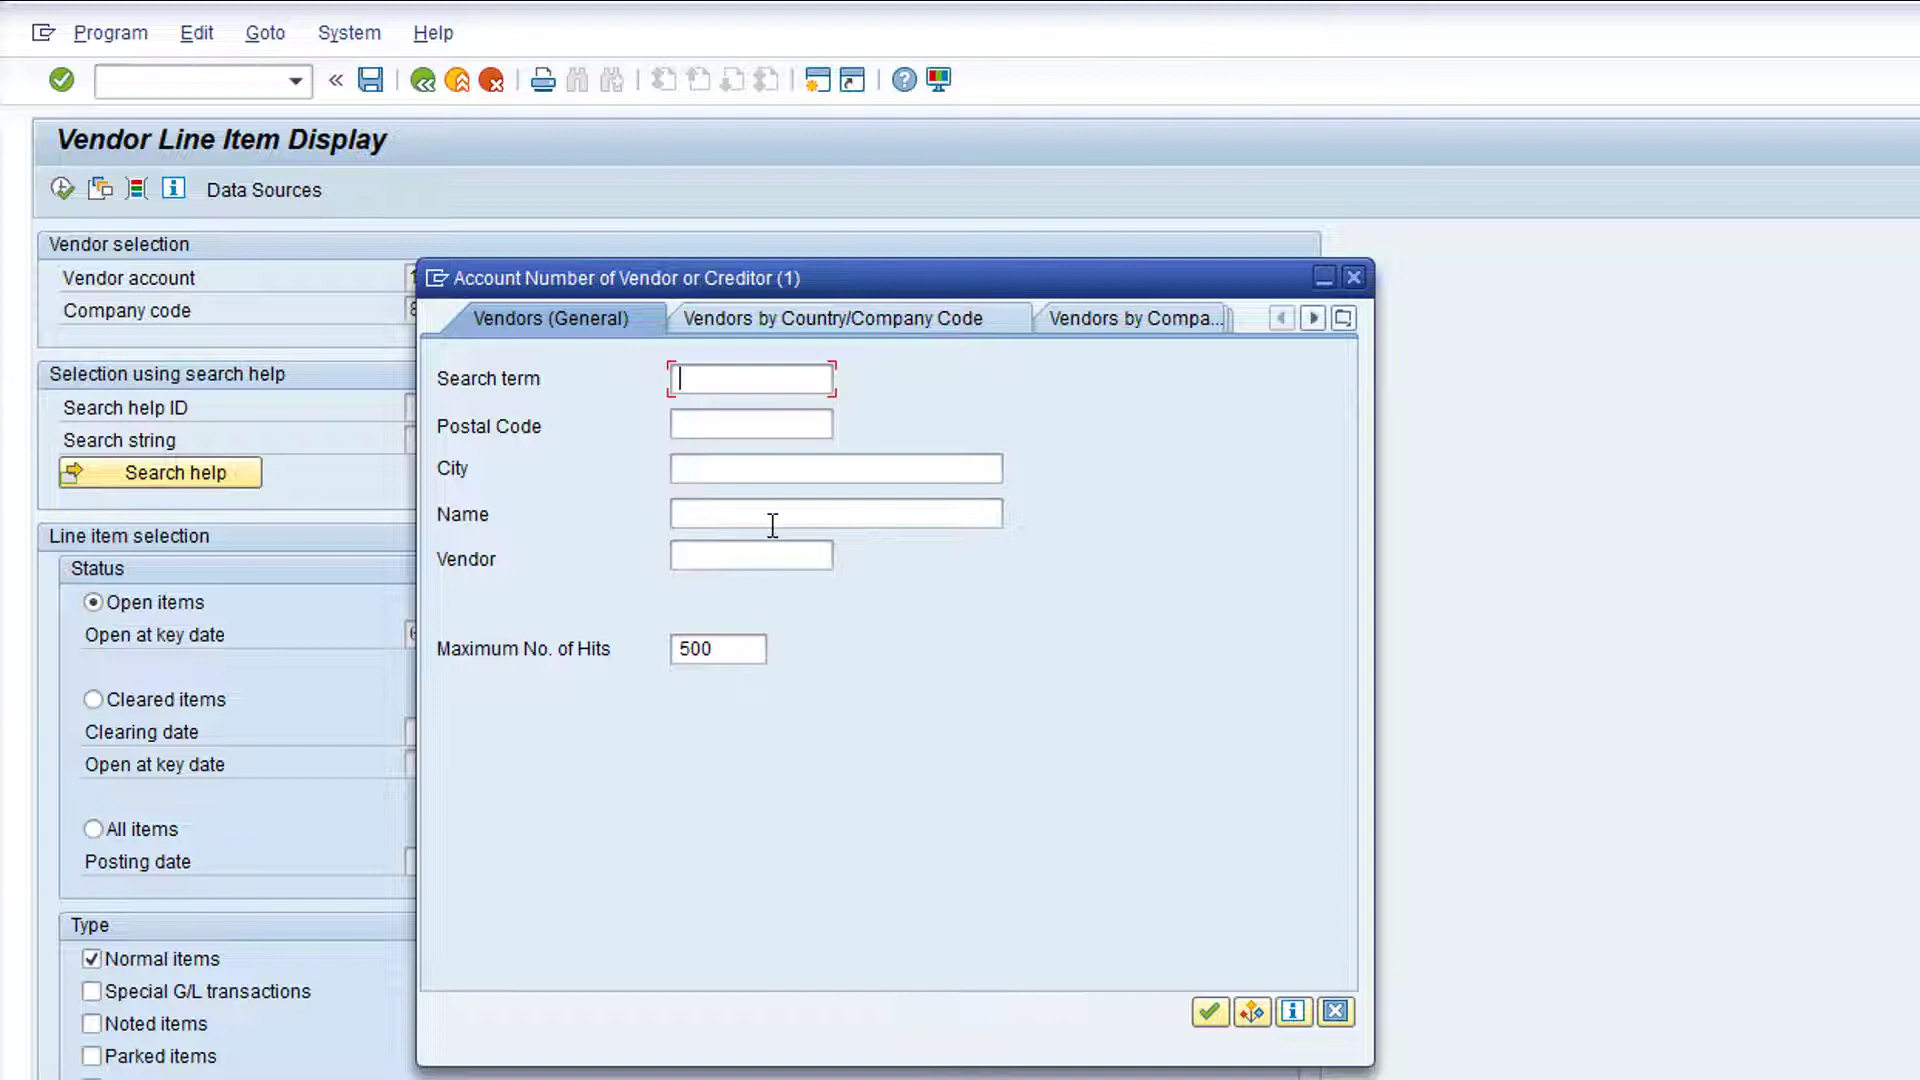 Program Edit Goto System Help
Vendor Line Item Display
Data Sources
Vendor selection
Vendor account
Company code
Selection using search help
Search help ID
Search string
Search help
Line item selection
Status
Open items
Open at key date
Cleared items
Clearing date
Open at key date
All items
Posting date
Type
Normal items
Special G/L transactions
Noted items
Parked items
Account Number of Vendor or Creditor (1)
Vendors (General) Vendors by Country/Company Code Vendors by Compa...
Search term
Postal Code
City
Name
Vendor
Maximum No. of Hits 500